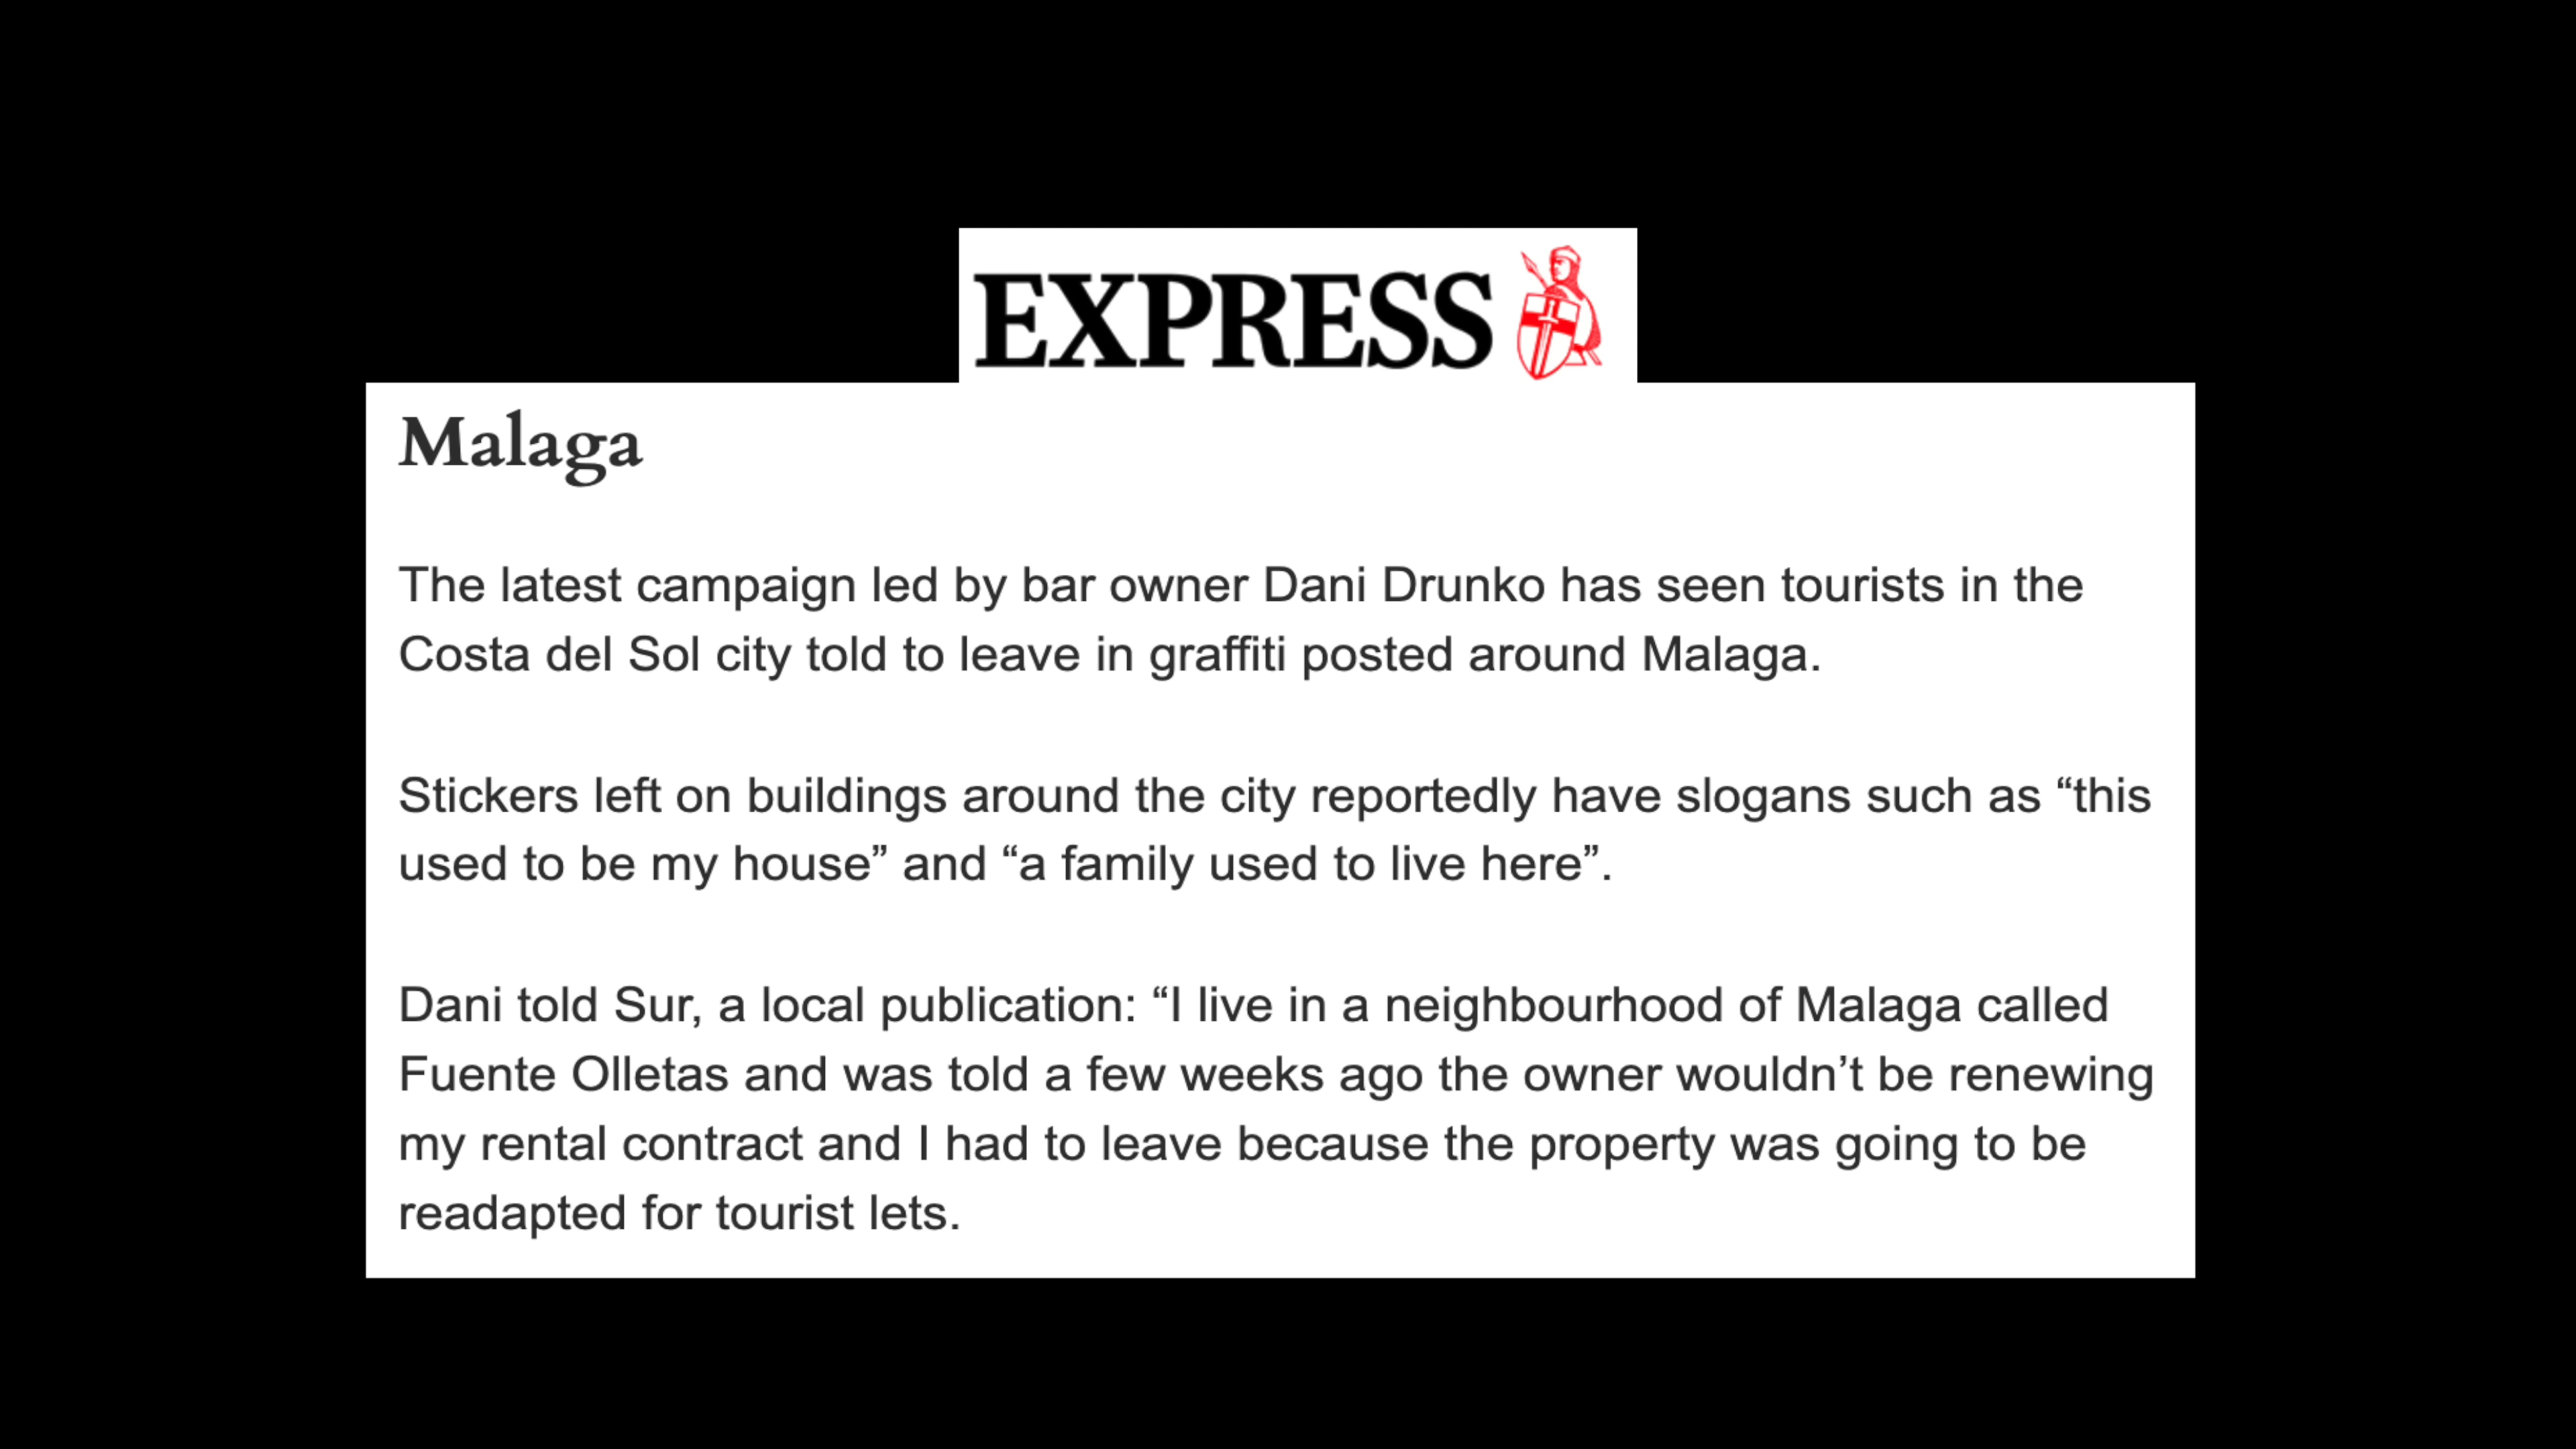 EXPRESS
Malaga
The latest campaign led by bar owner Dani Drunko has seen tourists in the
Costa del Sol city told to leave in graffiti posted around Malaga.
Stickers left on buildings around the city reportedly have slogans such as “this
used to be my house” and “a family used to live here”.
Dani told Sur, a local publication: “I live in a neighbourhood of Malaga called
Fuente Olletas and was told a few weeks ago the owner wouldn’t be renewing
my rental contract and I had to leave because the property was going to be
readapted for tourist lets.